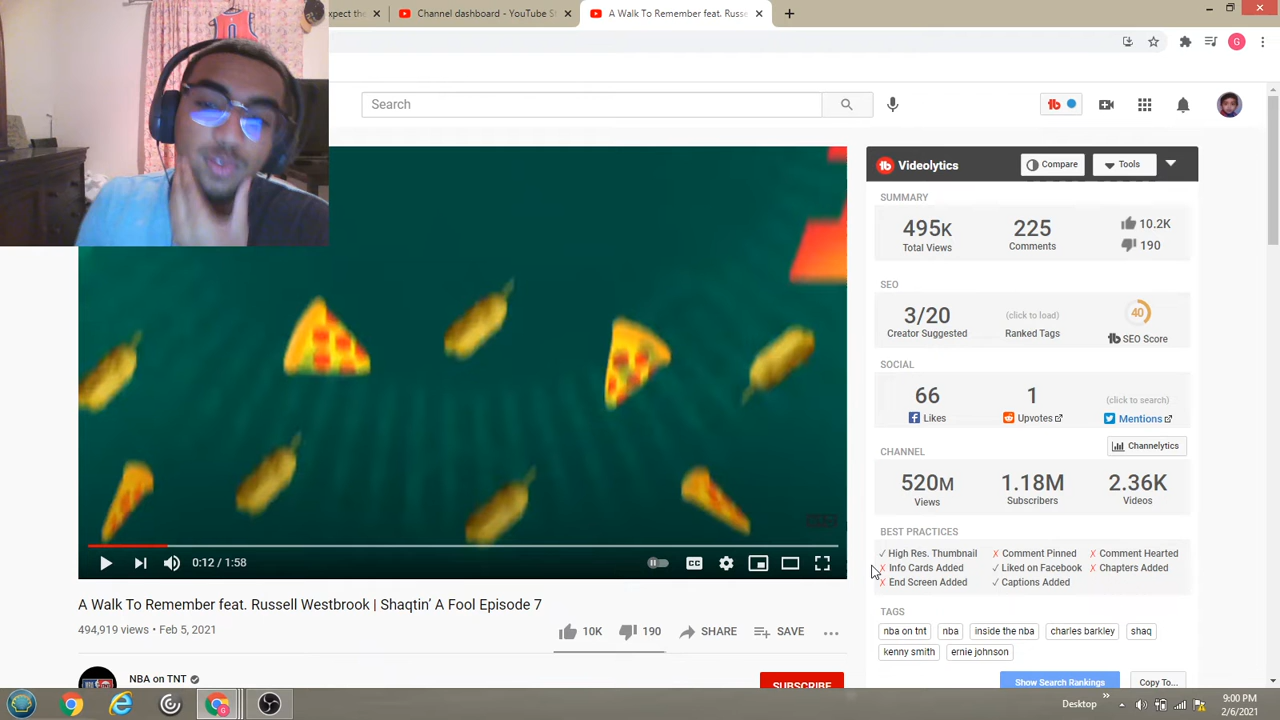 xpect the
Channel dashboard - YouTube S
A Walk To Remember feat. Russe
G
Search
tb
tb Videolytics
Compare
Tools
SUMMARY
495K
225
10.2K
Total Views
Comments
190
SEO
3/20
(click to load)
40
Creator Suggested
Ranked Tags
tb SEO Score
SOCIAL
66
1
(click to search)
Likes
Upvotes
Mentions
CHANNEL
Channelytics
520M
1.18M
2.36K
Views
Subscribers
Videos
BEST PRACTICES
✓ High Res. Thumbnail
✗ Comment Pinned
✗ Comment Hearted
✗ Info Cards Added
✓ Liked on Facebook
✗ Chapters Added
✗ End Screen Added
✓ Captions Added
TAGS
nba on tnt
nba
inside the nba
charles barkley
shaq
kenny smith
ernie johnson
Show Search Rankings
Copy To...
0:12 / 1:58
A Walk To Remember feat. Russell Westbrook | Shaqtin' A Fool Episode 7
494,919 views • Feb 5, 2021
10K
190
SHARE
SAVE
NBA on TNT
SUBSCRIBE
Desktop
9:00 PM
2/6/2021